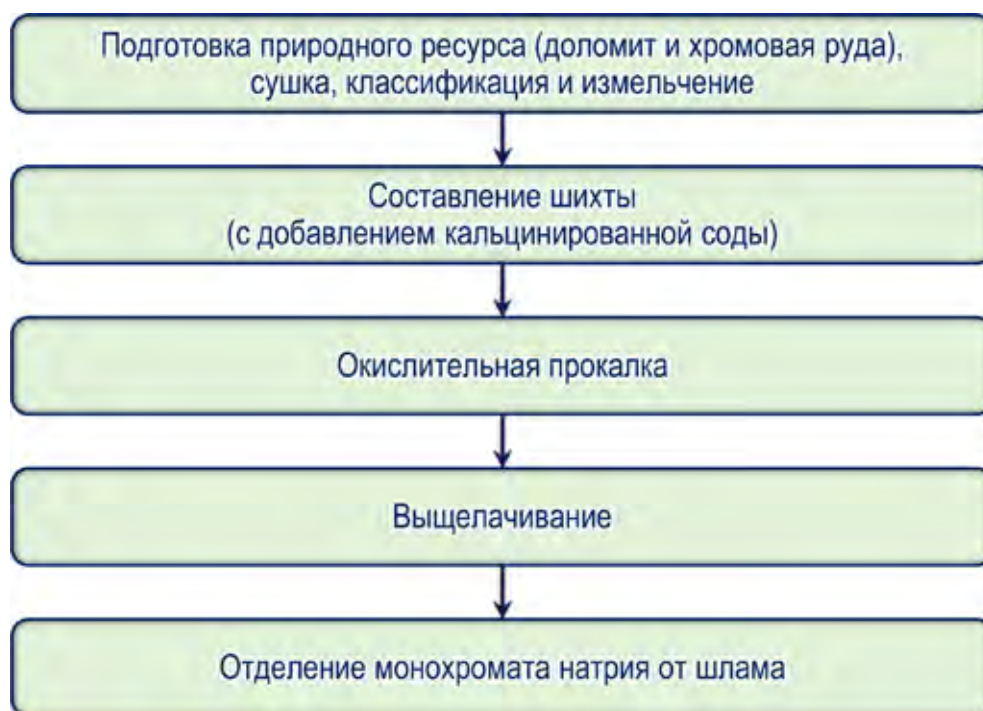 Подготовка природного ресурса (доломит и хромовая руда),
сушка, классификация и измельчение
Составление шихты
(с добавлением кальцинированной соды)
Окислительная прокалка
Выщелачивание
Отделение монохромата натрия от шлама